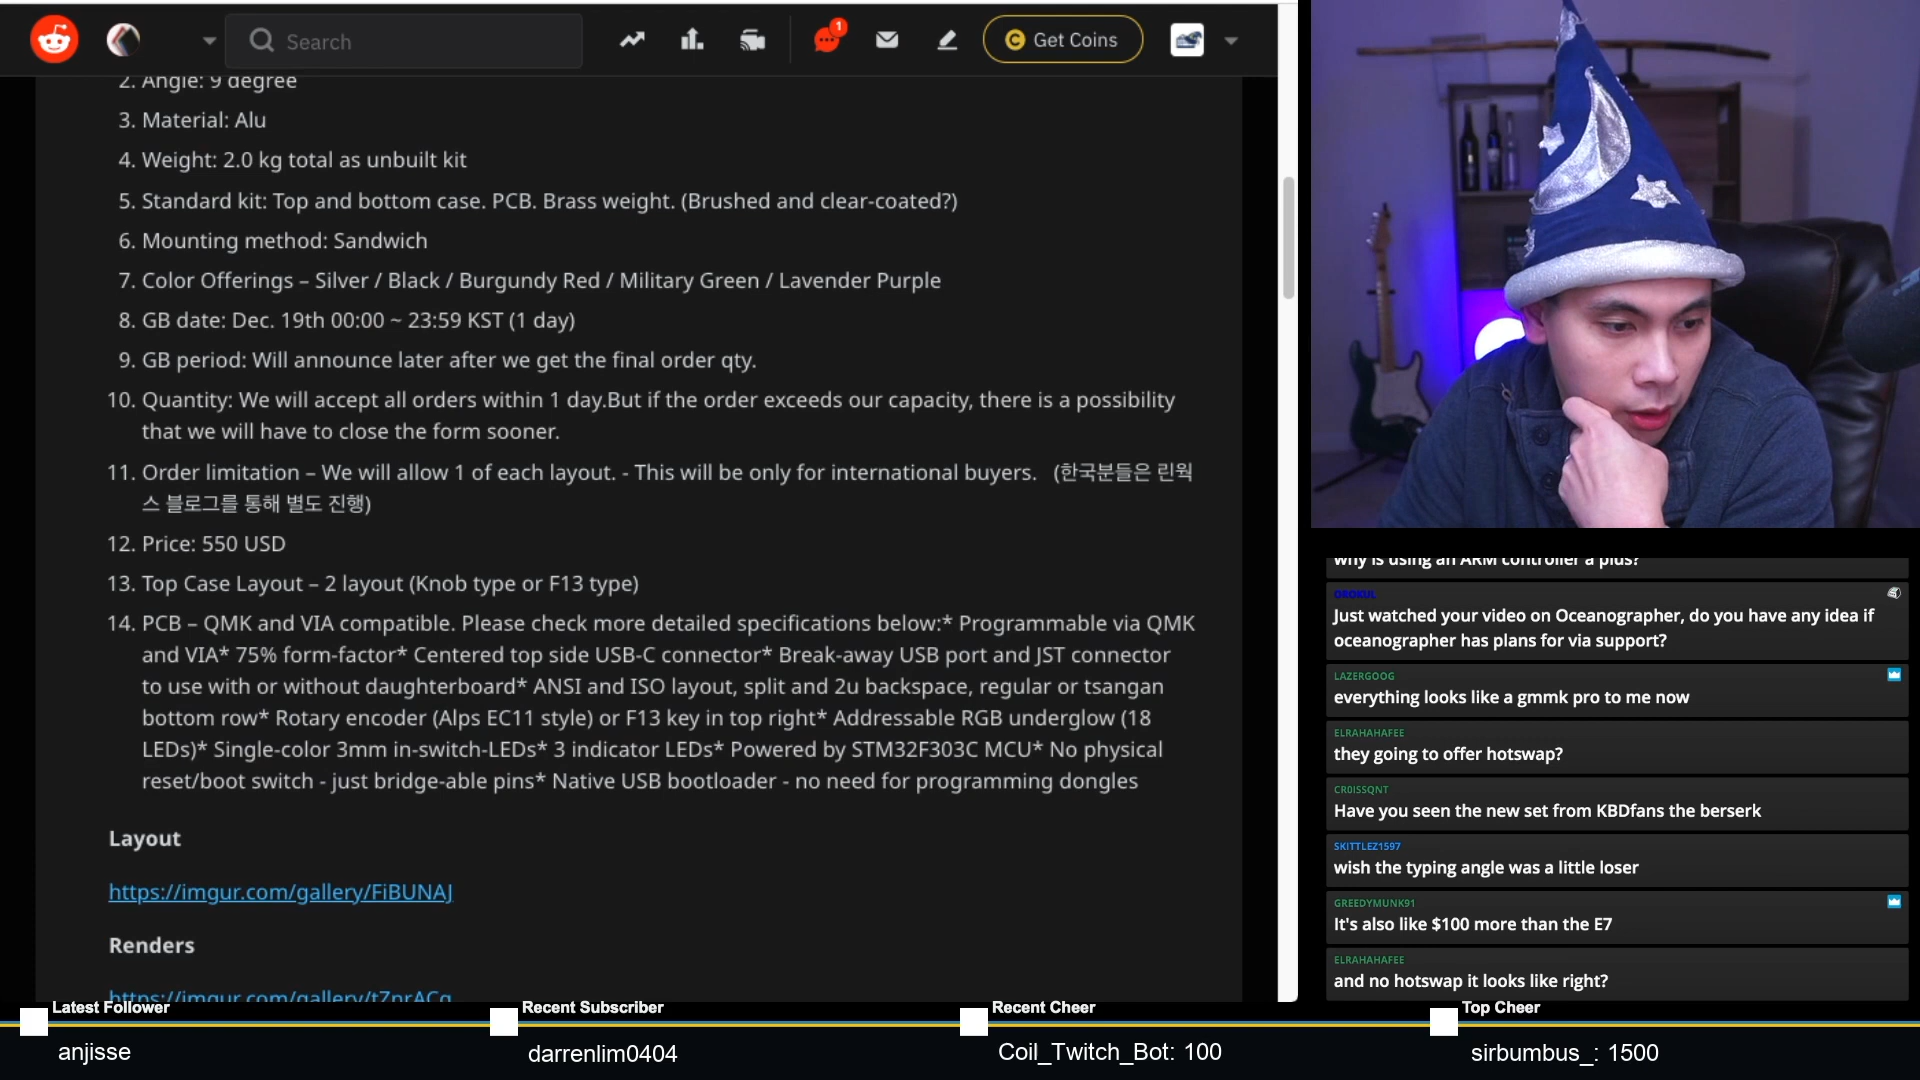 Search
1
Get Coins
2. Angle: 9 degree
3. Material: Alu
4. Weight: 2.0 kg total as unbuilt kit
5. Standard kit: Top and bottom case. PCB. Brass weight. (Brushed and clear-coated?)
6. Mounting method: Sandwich
7. Color Offerings – Silver / Black / Burgundy Red / Military Green / Lavender Purple
8. GB date: Dec. 19th 00:00 ~ 23:59 KST (1 day)
9. GB period: Will announce later after we get the final order qty.
10. Quantity: We will accept all orders within 1 day.But if the order exceeds our capacity, there is a possibility
that we will have to close the form sooner.
11. Order limitation – We will allow 1 of each layout. - This will be only for international buyers. (한국분들은 린웍
스 블로그를 통해 별도 진행)
12. Price: 550 USD
13. Top Case Layout – 2 layout (Knob type or F13 type)
14. PCB – QMK and VIA compatible. Please check more detailed specifications below:* Programmable via QMK
and VIA* 75% form-factor* Centered top side USB-C connector* Break-away USB port and JST connector
to use with or without daughterboard* ANSI and ISO layout, split and 2u backspace, regular or tsangan
bottom row* Rotary encoder (Alps EC11 style) or F13 key in top right* Addressable RGB underglow (18
LEDs)* Single-color 3mm in-switch-LEDs* 3 indicator LEDs* Powered by STM32F303C MCU* No physical
reset/boot switch - just bridge-able pins* Native USB bootloader - no need for programming dongles
Layout
https://imgur.com/gallery/FiBUNAJ
Renders
https://imgur.com/gallery/tZnrACq
why is using an ARM controller a plus?
OROKUL
Just watched your video on Oceanographer, do you have any idea if
oceanographer has plans for via support?
LAZERGOOG
everything looks like a gmmk pro to me now
ELRAHAHAFEE
they going to offer hotswap?
CR0ISSQNT
Have you seen the new set from KBDfans the berserk
SKITTLEZ1597
wish the typing angle was a little loser
GREEDYMUNK91
It's also like $100 more than the E7
ELRAHAHAFEE
and no hotswap it looks like right?
Latest Follower
anjisse
Recent Subscriber
darrenlim0404
Recent Cheer
Coil_Twitch_Bot: 100
Top Cheer
sirbumbus_: 1500